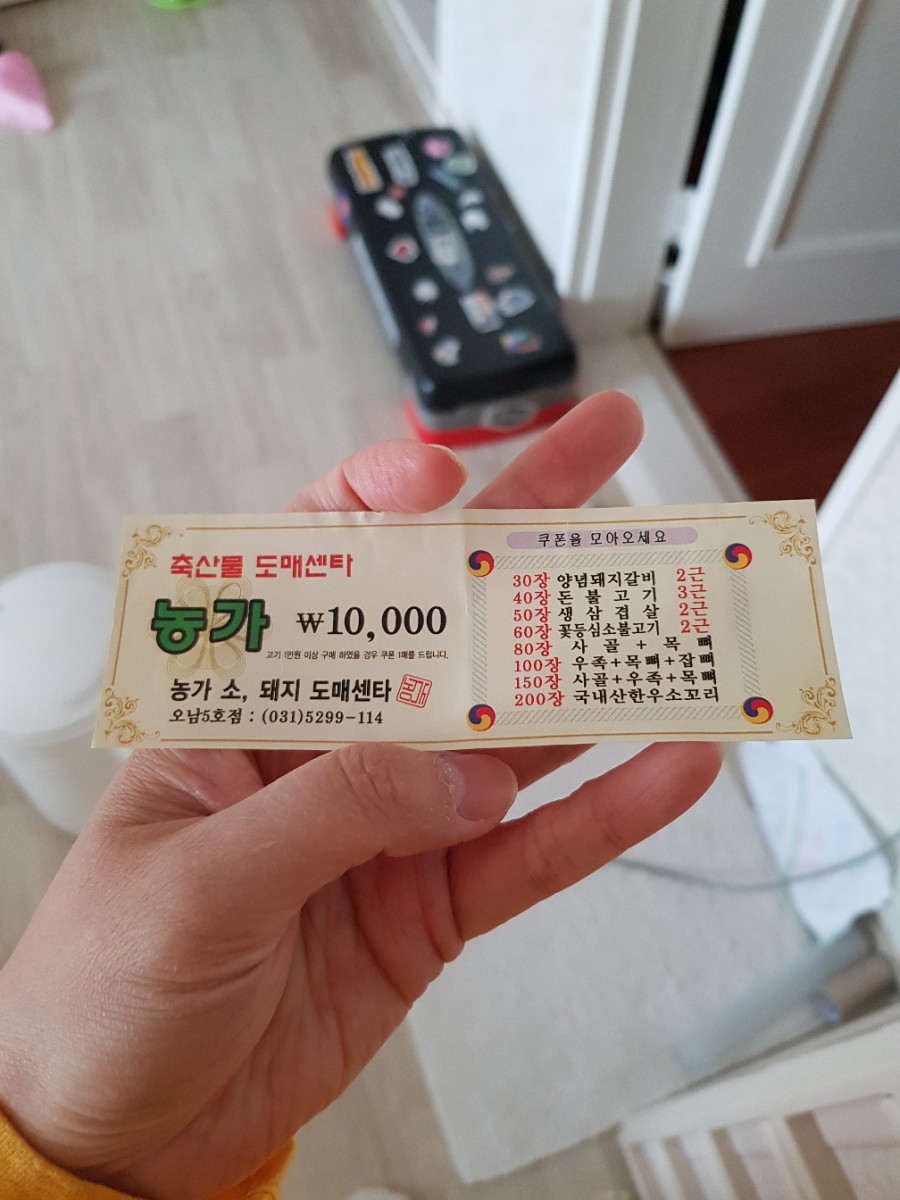 축산물 도매센타
농가 ₩10,000
고기 1만원 이상 구매 하였을 경우 쿠폰 1매를 드립니다.
농가 소, 돼지 도매센타
오남5호점 : (031)5299-114
쿠폰을 모아오세요
30장 양념돼지갈비 2근
40장 돈 불 고 기 3근
50장 생 삼 겹 살 2근
60장 꽃등심소불고기 2근
80장 사 골 + 목 뼈
100장 우족+목뼈+잡뼈
150장 사골+우족+목뼈
200장 국내산한우소꼬리